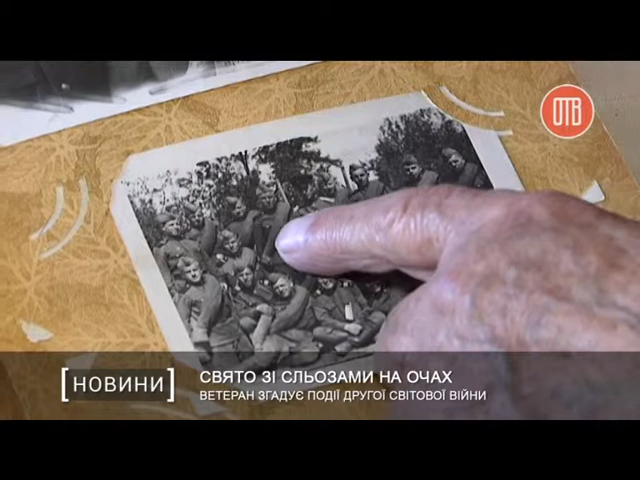 ОТВ
[НОВИНИ]
СВЯТО ЗІ СЛЬОЗАМИ НА ОЧАХ
ВЕТЕРАН ЗГАДУЄ ПОДІЇ ДРУГОЇ СВІТОВОЇ ВІЙНИ